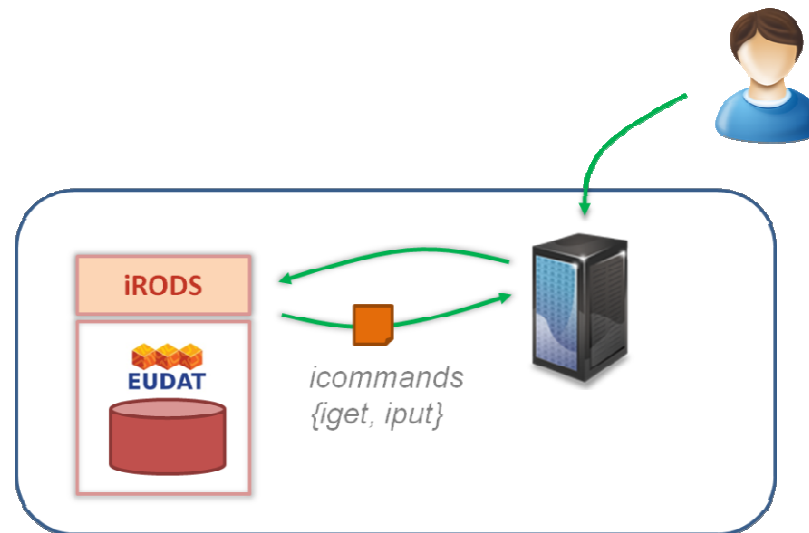 iRODS
EUDAT
icommands
{iget, iput}